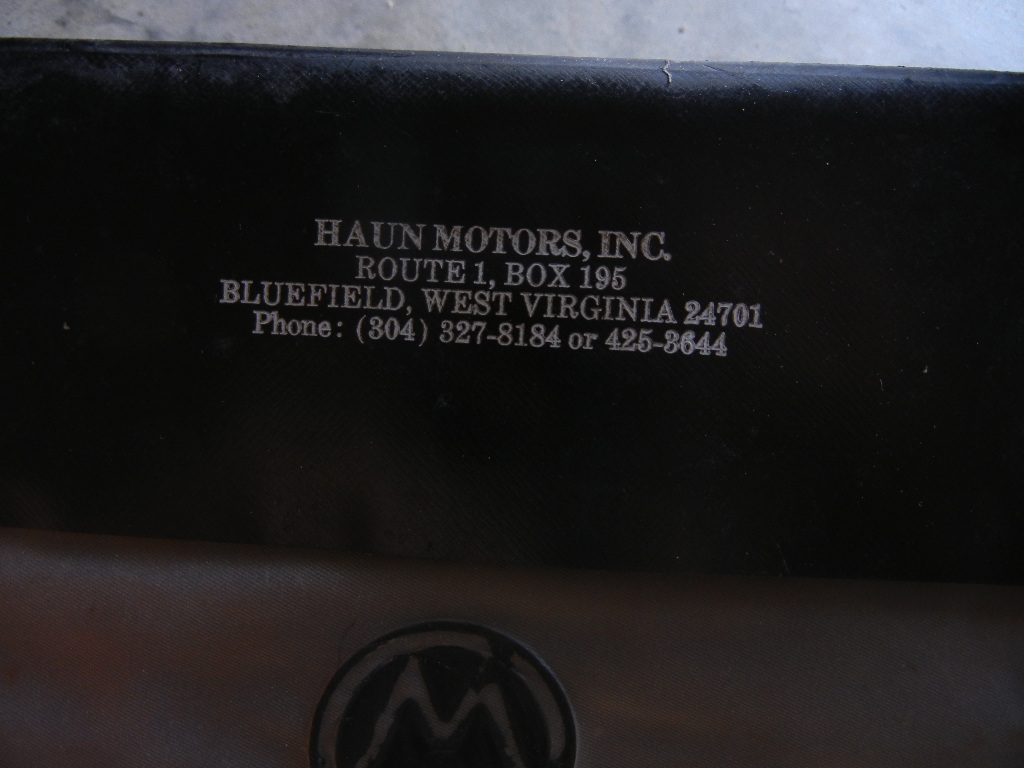 HAUN MOTORS, INC.
ROUTE 1, BOX 195
BLUEFIELD, WEST VIRGINIA 24701
Phone: (304) 327-8184 or 425-3644
M